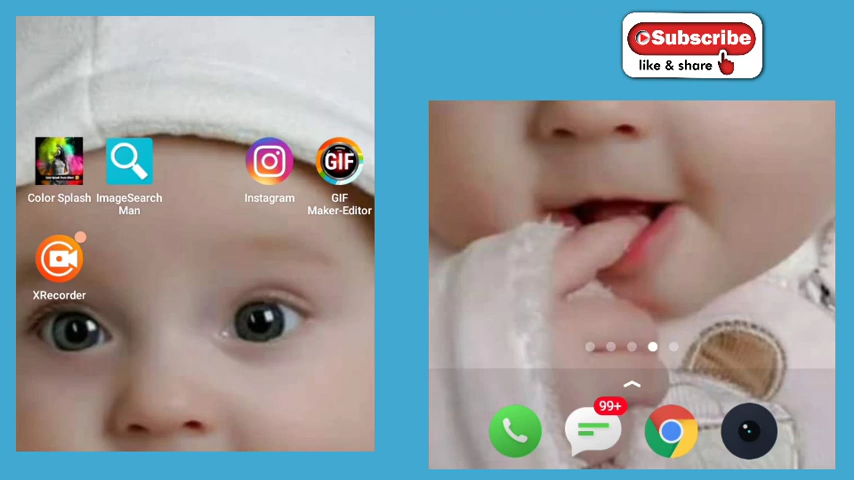 Subscribe
like & share
GIF
Color Splash
ImageSearch Man
Instagram
GIF Maker-Editor
XRecorder
99+